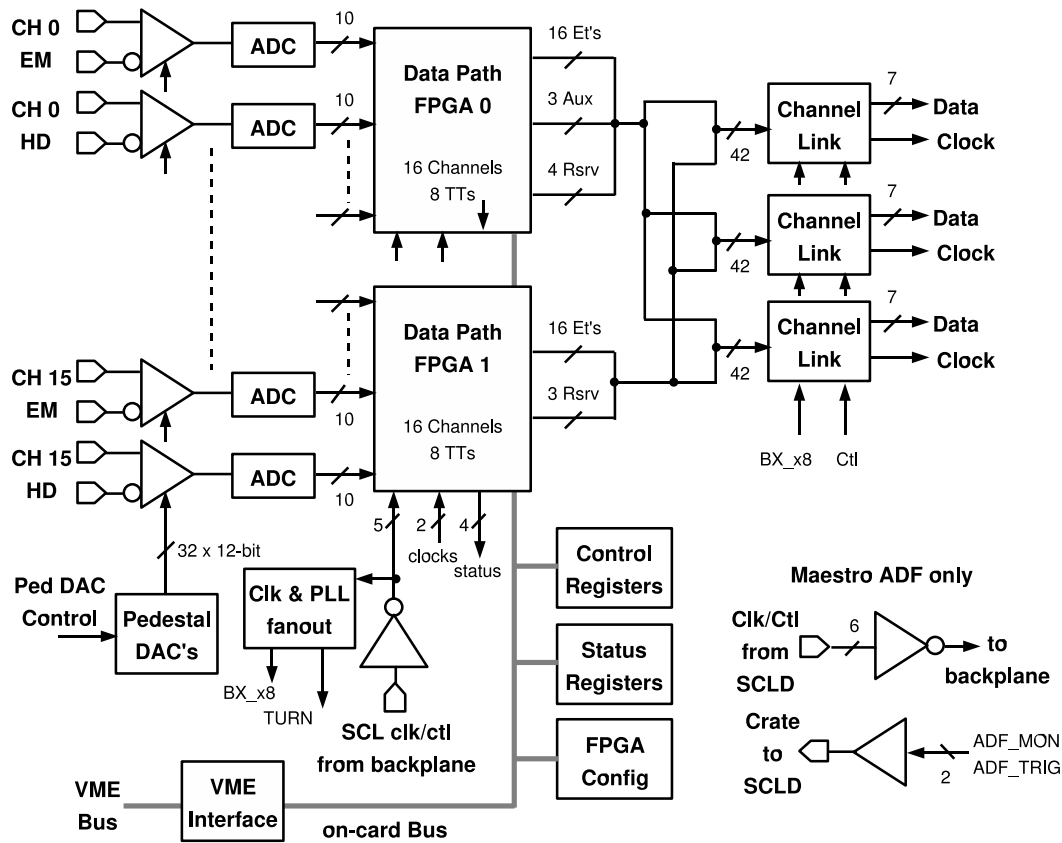 CH 0
EM
ADC
10
CH 0
HD
ADC
10
Data Path
FPGA 0
16 Channels
8 TTs
16 Et's
3 Aux
4 Rsrv
42
Channel
Link
7
Data
Clock
42
Channel
Link
7
Data
Clock
42
Channel
Link
7
Data
Clock
BX_x8
Ctl
CH 15
EM
ADC
10
CH 15
HD
ADC
10
Data Path
FPGA 1
16 Channels
8 TTs
16 Et's
3 Rsrv
5
2
4
clocks
status
32 x 12-bit
Ped DAC
Control
Pedestal
DAC's
Clk & PLL
fanout
BX_x8
TURN
SCL clk/ctl
from backplane
Control
Registers
Status
Registers
FPGA
Config
VME
Bus
VME
Interface
on-card Bus
Maestro ADF only
Clk/Ctl
from
SCLD
6
to
backplane
Crate
to
SCLD
2
ADF_MON
ADF_TRIG